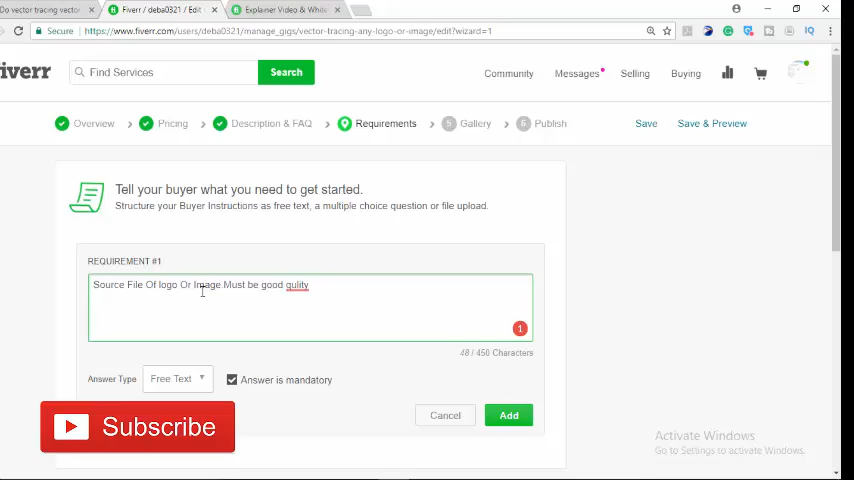 Do vector tracing vector
Fiverr / deba0321 / Edit
Explainer Video & White
Secure
https://www.fiverr.com/users/deba0321/manage_gigs/vector-tracing-any-logo-or-image/edit?wizard=1
iverr
Find Services
Search
Community
Messages
Selling
Buying
Overview
Pricing
Description & FAQ
Requirements
5 Gallery
6 Publish
Save
Save & Preview
Tell your buyer what you need to get started.
Structure your Buyer Instructions as free text, a multiple choice question or file upload.
REQUIREMENT #1
Source File Of logo Or Image.Must be good qulity
1
48 / 450 Characters
Answer Type
Free Text
Answer is mandatory
Cancel
Add
Subscribe
Activate Windows
Go to Settings to activate Windows.